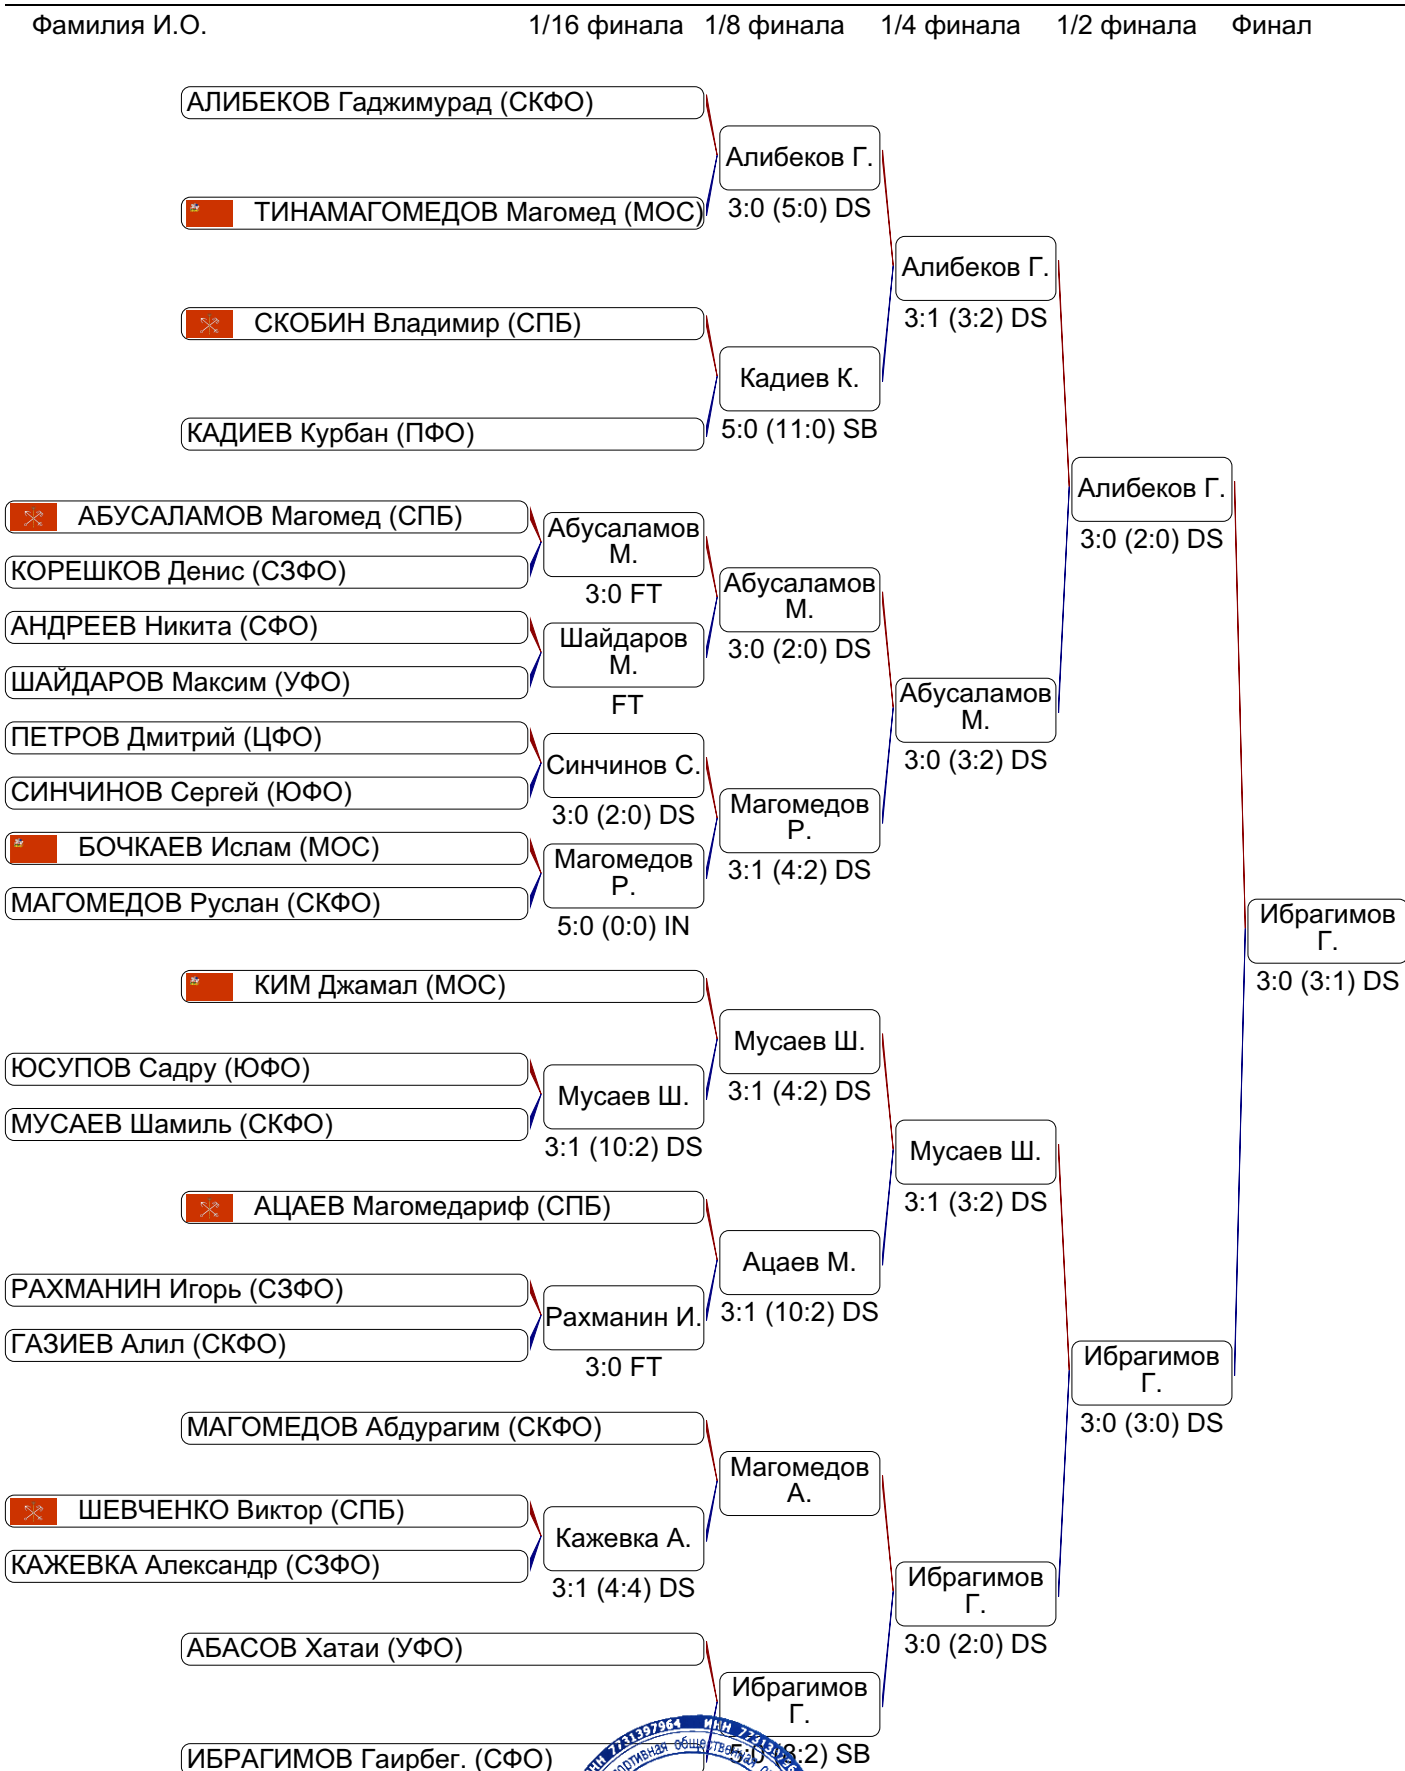 Фамилия И.О. 1/16 финала 1/8 финала 1/4 финала 1/2 финала Финал
АЛИБЕКОВ Гаджимурад (СКФО)
Алибеков Г.
3:0 (5:0) DS
ТИНАМАГОМЕДОВ Магомед (МОС)
Алибеков Г.
3:1 (3:2) DS
СКОБИН Владимир (СПБ)
Кадиев К.
5:0 (11:0) SB
КАДИЕВ Курбан (ПФО)
Алибеков Г.
3:0 (2:0) DS
АБУСАЛАМОВ Магомед (СПБ)
Абусаламов
М.
3:0 FT
КОРЕШКОВ Денис (СЗФО)
Абусаламов
М.
3:0 (2:0) DS
АНДРЕЕВ Никита (СФО)
Шайдаров
М.
FT
ШАЙДАРОВ Максим (УФО)
Абусаламов
М.
3:0 (3:2) DS
ПЕТРОВ Дмитрий (ЦФО)
Синчинов С.
3:0 (2:0) DS
СИНЧИНОВ Сергей (ЮФО)
Магомедов
Р.
3:1 (4:2) DS
БОЧКАЕВ Ислам (МОС)
Магомедов
Р.
5:0 (0:0) IN
МАГОМЕДОВ Руслан (СКФО)
Ибрагимов
Г.
3:0 (3:1) DS
КИМ Джамал (МОС)
Мусаев Ш.
3:1 (4:2) DS
ЮСУПОВ Садру (ЮФО)
Мусаев Ш.
3:1 (10:2) DS
МУСАЕВ Шамиль (СКФО)
Мусаев Ш.
3:1 (3:2) DS
АЦАЕВ Магомедариф (СПБ)
Ацаев М.
3:1 (10:2) DS
РАХМАНИН Игорь (СЗФО)
Рахманин И.
3:0 FT
ГАЗИЕВ Алил (СКФО)
Ибрагимов
Г.
3:0 (3:0) DS
МАГОМЕДОВ Абдурагим (СКФО)
Магомедов
А.
ШЕВЧЕНКО Виктор (СПБ)
Кажевка А.
3:1 (4:4) DS
КАЖЕВКА Александр (СЗФО)
Ибрагимов
Г.
3:0 (2:0) DS
АБАСОВ Хатаи (УФО)
Ибрагимов
Г.
5:0 (8:2) SB
ИБРАГИМОВ Гаирбег. (СФО)